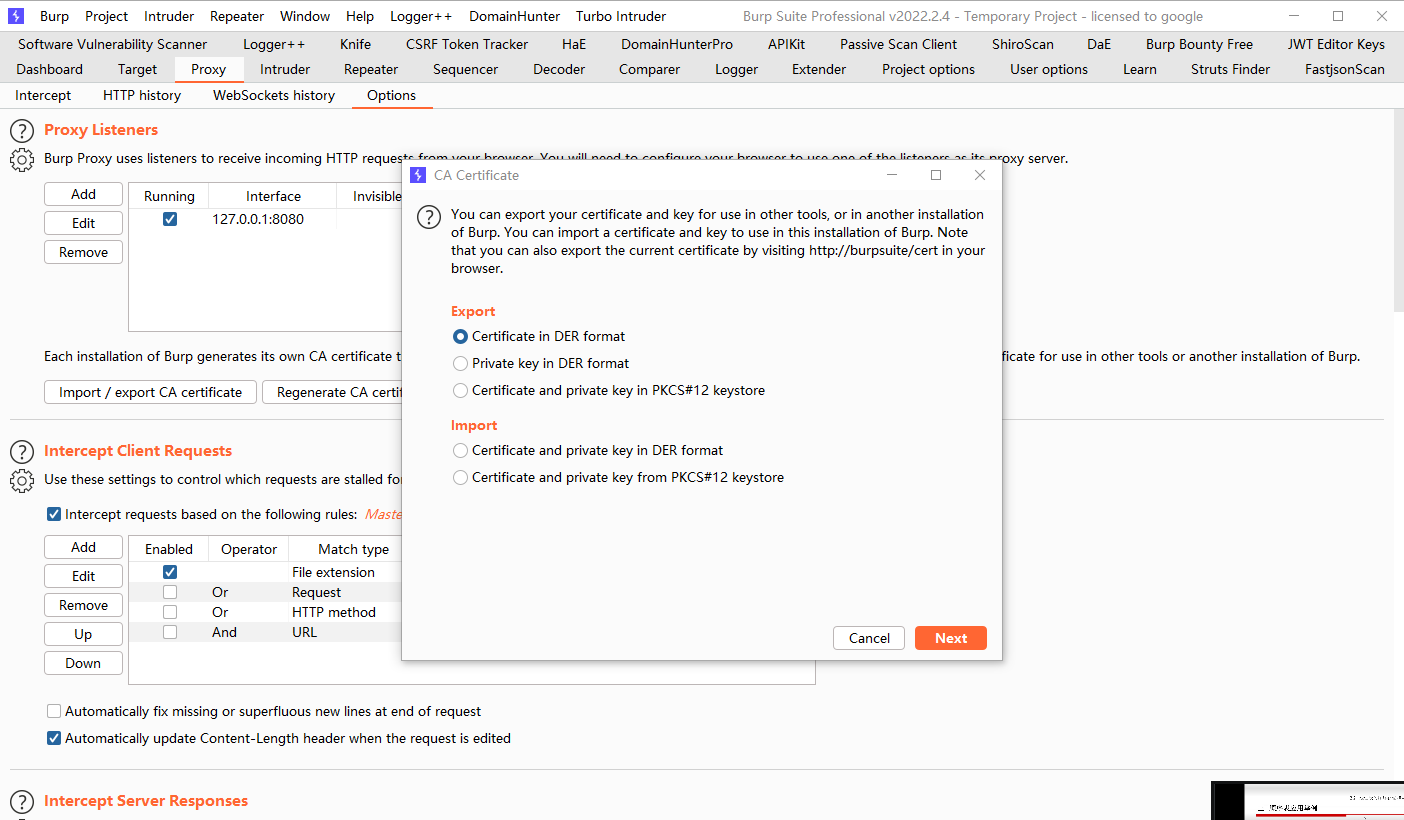 Burp Project Intruder Repeater Window Help Logger++ DomainHunter Turbo Intruder Burp Suite Professional v2022.2.4 - Temporary Project - licensed to google
Software Vulnerability Scanner Logger++ Knife CSRF Token Tracker HaE DomainHunterPro APIKit Passive Scan Client ShiroScan DaE Burp Bounty Free JWT Editor Keys
Dashboard Target Proxy Intruder Repeater Sequencer Decoder Comparer Logger Extender Project options User options Learn Struts Finder FastjsonScan
Intercept HTTP history WebSockets history Options
Proxy Listeners
Burp Proxy uses listeners to receive incoming HTTP requests from your browser. You will need to configure your browser to use one of the listeners as its proxy server.
Add
Edit
Remove
Running Interface Invisible
127.0.0.1:8080
Each installation of Burp generates its own CA certificate t
ficate for use in other tools or another installation of Burp.
Import / export CA certificate Regenerate CA certif
CA Certificate
You can export your certificate and key for use in other tools, or in another installation
of Burp. You can import a certificate and key to use in this installation of Burp. Note
that you can also export the current certificate by visiting http://burpsuite/cert in your
browser.
Export
Certificate in DER format
Private key in DER format
Certificate and private key in PKCS#12 keystore
Import
Certificate and private key in DER format
Certificate and private key from PKCS#12 keystore
Cancel Next
Intercept Client Requests
Use these settings to control which requests are stalled fo
Intercept requests based on the following rules: Maste
Add
Edit
Remove
Up
Down
Enabled Operator Match type
File extension
Or Request
Or HTTP method
And URL
Automatically fix missing or superfluous new lines at end of request
Automatically update Content-Length header when the request is edited
Intercept Server Responses